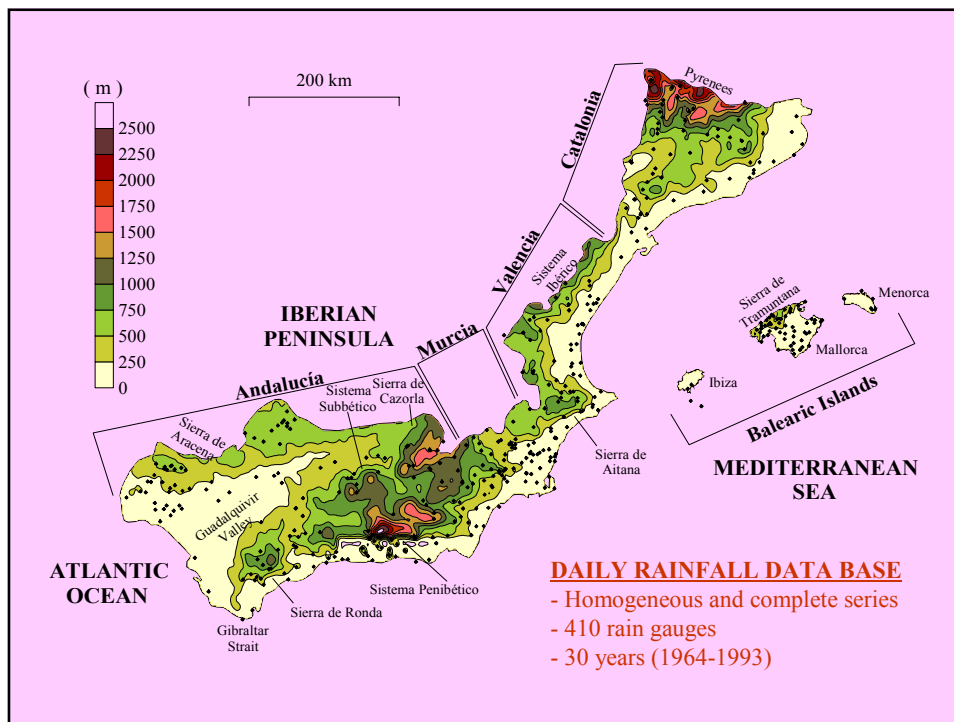 200 km
( m )
2500
2250
2000
1750
1500
1250
1000
750
500
250
0
Pyrenees
Catalonia
Valencia
Sistema
Ibérico
IBERIAN
PENINSULA
Murcia
Andalucía
Sistema
Subbético
Sierra de
Cazorla
Sierra de
Aracena
Guadalquivir
Valley
Sierra de
Tramuntana
Menorca
Mallorca
Ibiza
Balearic Islands
MEDITERRANEAN
SEA
Sierra de
Aitana
ATLANTIC
OCEAN
Sistema Penibético
Sierra de Ronda
Gibraltar
Strait
DAILY RAINFALL DATA BASE
- Homogeneous and complete series
- 410 rain gauges
- 30 years (1964-1993)